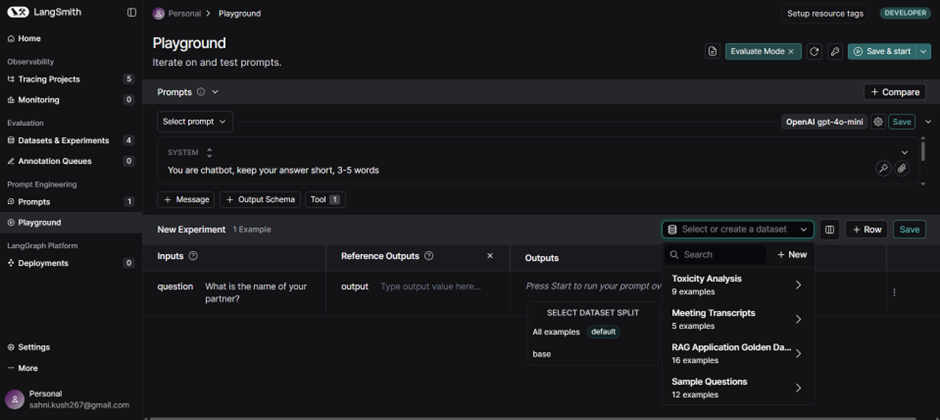 LangSmith
Personal > Playground
Setup resource tags
DEVELOPER
Home
Observability
Tracing Projects 5
Monitoring 0
Evaluation
Datasets & Experiments 4
Annotation Queues 0
Prompt Engineering
Prompts 1
Playground
LangGraph Platform
Deployments 0
Settings
More
Personal
sahni.kush267@gmail.com
Playground
Iterate on and test prompts.
Evaluate Mode ×
Save & start
Prompts
+ Compare
Select prompt
OpenAI gpt-4o-mini
Save
SYSTEM
You are chatbot, keep your answer short, 3-5 words
+ Message
+ Output Schema
Tool 1
New Experiment 1 Example
Select or create a dataset
+ Row
Save
Inputs
Reference Outputs ×
Outputs
question
What is the name of your
partner?
output
Type output value here...
Press Start to run your prompt ov
SELECT DATASET SPLIT
All examples default
base
Search
+ New
Toxicity Analysis
9 examples
Meeting Transcripts
5 examples
RAG Application Golden Da...
16 examples
Sample Questions
12 examples